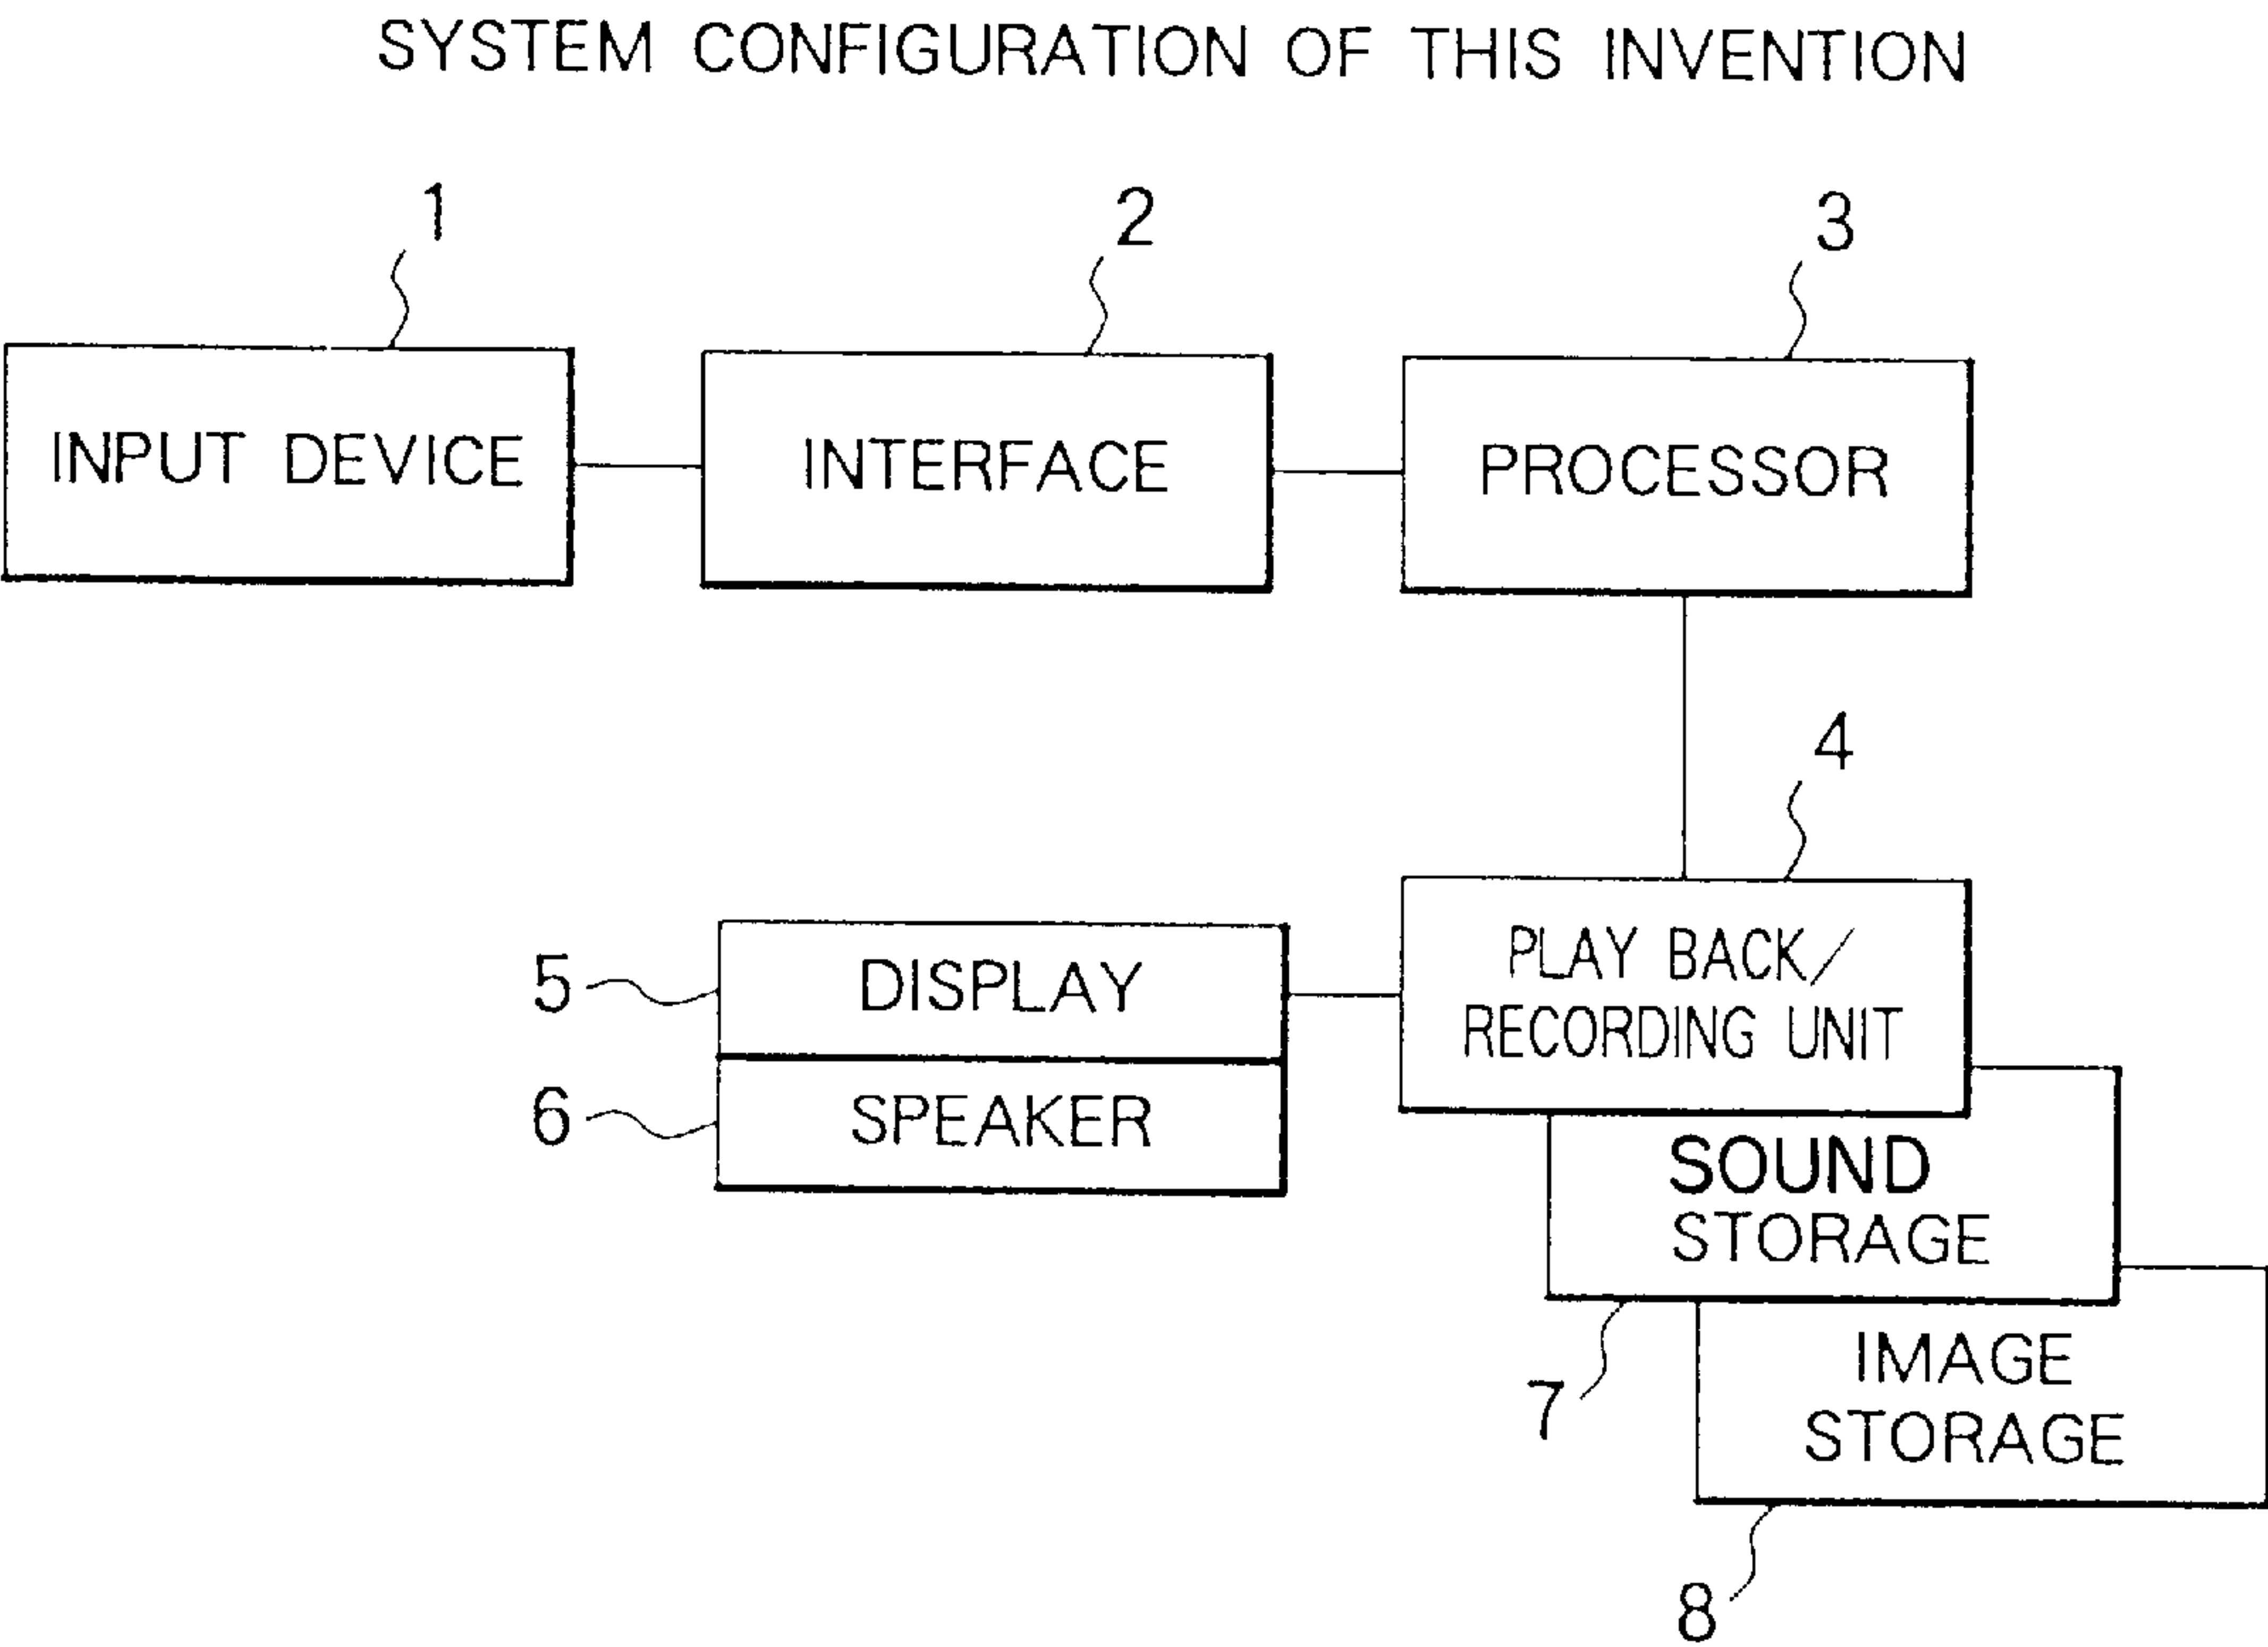 SYSTEM CONFIGURATION OF THIS INVENTION
1
2
3
INPUT DEVICE
INTERFACE
PROCESSOR
4
PLAY BACK/
RECORDING UNIT
5
DISPLAY
6
SPEAKER
SOUND
STORAGE
7
IMAGE
STORAGE
8